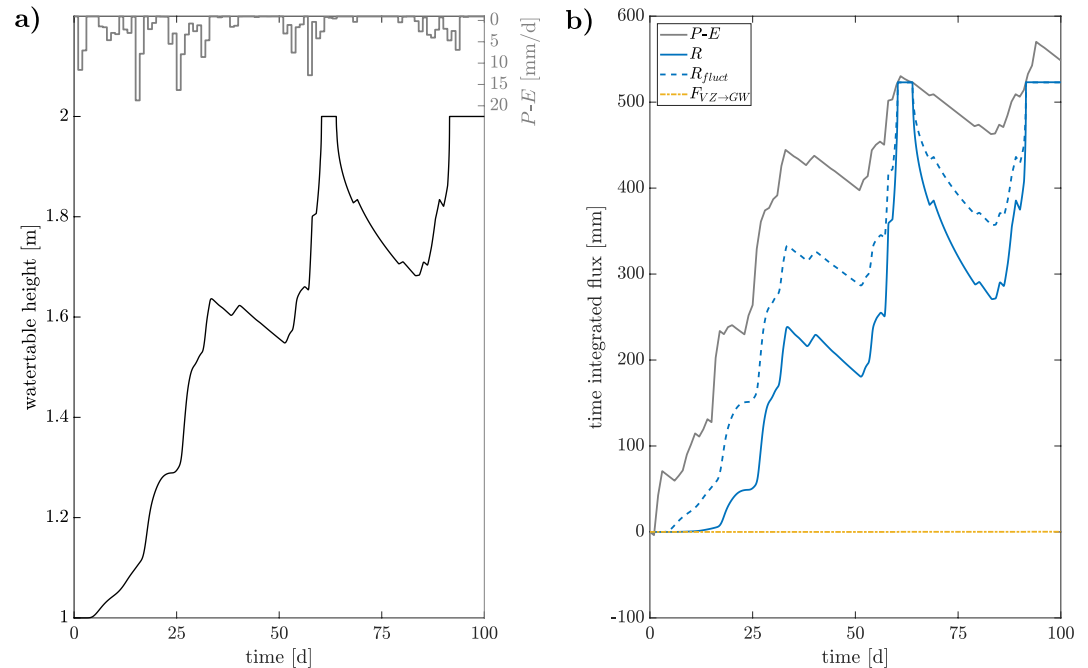 a)
0
5
10
15
20
P-E [mm/d]
2
1.8
1.6
1.4
1.2
1
watertable height [m]
0
25
50
75
100
time [d]
b)
600
500
400
300
200
100
0
-100
time integrated flux [mm]
P-E
R
R_fluct
F_VZ→GW
0
25
50
75
100
time [d]